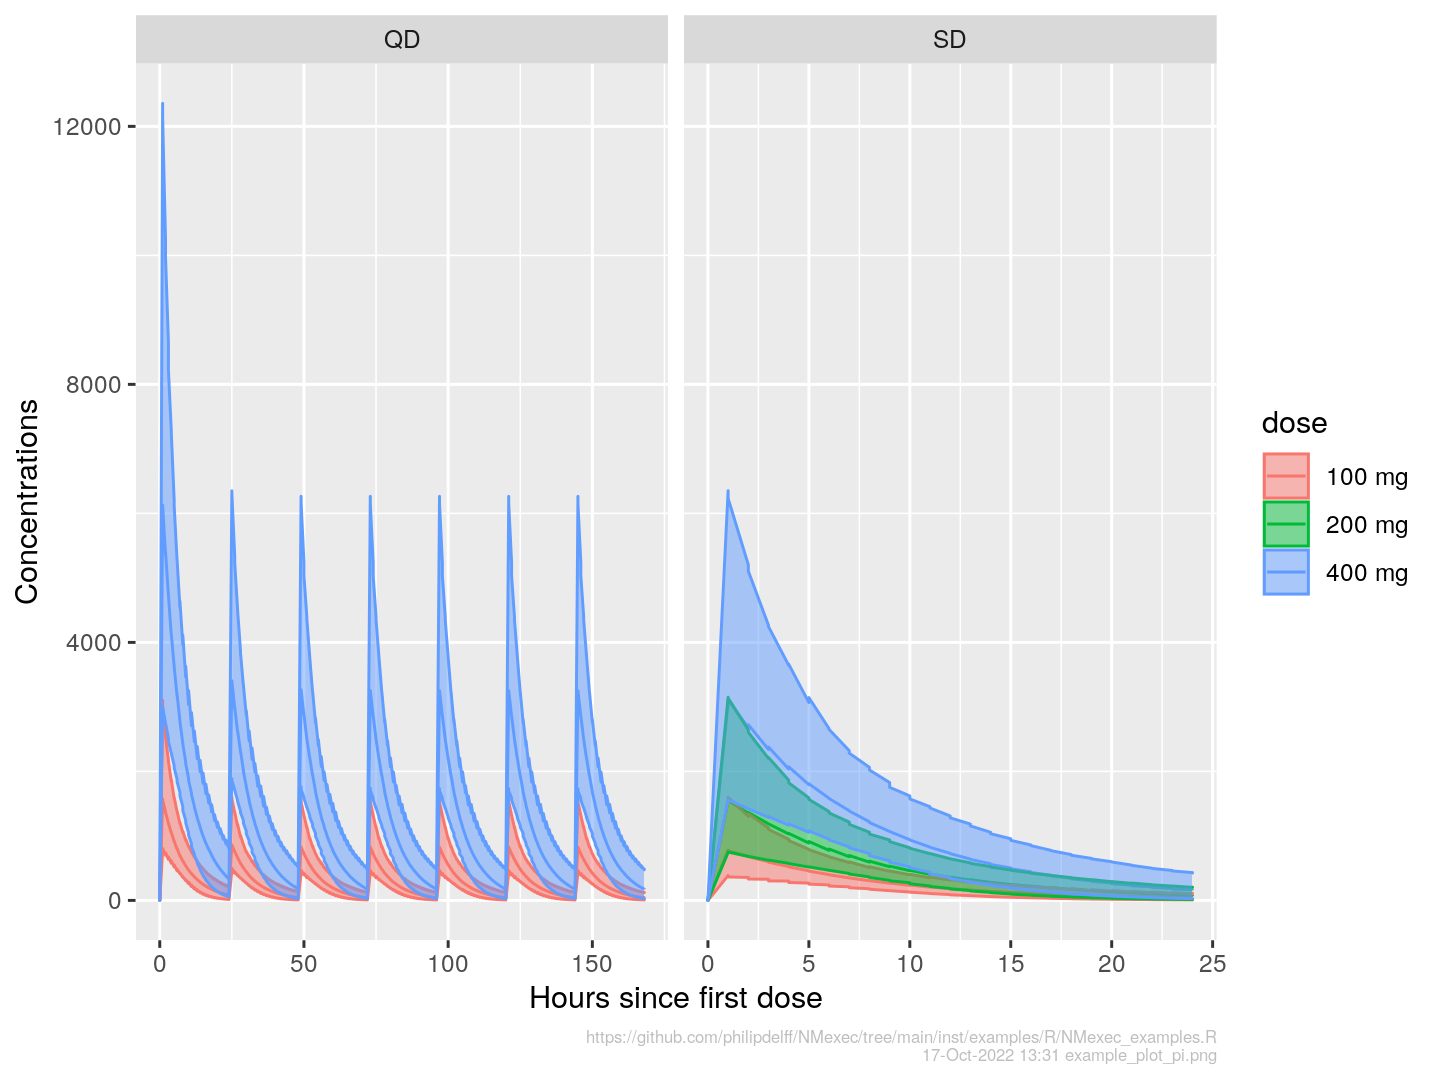 QD
SD
12000
8000
4000
0
Concentrations
0
50
100
150
0
5
10
15
20
25
Hours since first dose
dose
100 mg
200 mg
400 mg
https://github.com/philipdelff/NMexec/tree/main/inst/examples/R/NMexec_examples.R
17-Oct-2022 13:31 example_plot_pi.png